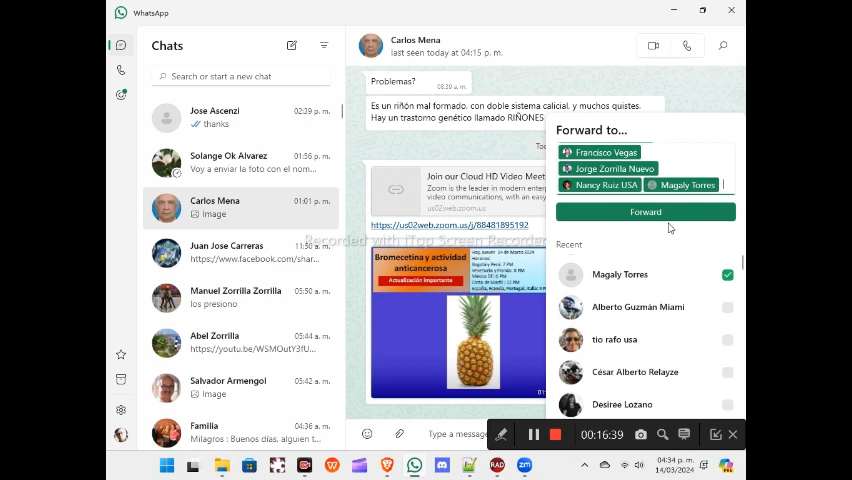 WhatsApp
Chats
Search or start a new chat
Jose Ascenzi
02:39 p. m.
thanks
Solange Ok Alvarez
01:56 p. m.
Voy a enviar la foto con el nom...
Carlos Mena
01:01 p. m.
Image
Juan Jose Carreras
11:50 a. m.
https://www.facebook.com/shar...
Manuel Zorrilla Zorrilla
05:50 a. m.
los presiono
Abel Zorrilla
05:44 a. m.
https://youtu.be/WSMOutY3fU...
Salvador Armengol
05:42 a. m.
Image
Familia
04:36 a. m.
Milagros : Buenos días, alguien t
Carlos Mena
last seen today at 04:15 p. m.
Problemas?
08:39 a. m.
Es un riñón mal formado, con doble sistema calicial, y muchos quistes.
Hay un trastorno genético llamado RIÑONES
Join our Cloud HD Video Meet
Zoom is the leader in modern enter
us02web.zoom.us
https://us02web.zoom.us/j/88481895192
Recorded with iTop Screen Recorder
Bromecetina y actividad
anticancerosa
Actualización Importante
Type a message
Forward to...
Francisco Vegas
Jorge Zorrilla Nuevo
Nancy Ruiz USA
Magaly Torres
Forward
Recent
Magaly Torres
Alberto Guzmán Miami
tio rafo usa
César Alberto Relayze
Desiree Lozano
00:16:39
04:34 p. m.
14/03/2024